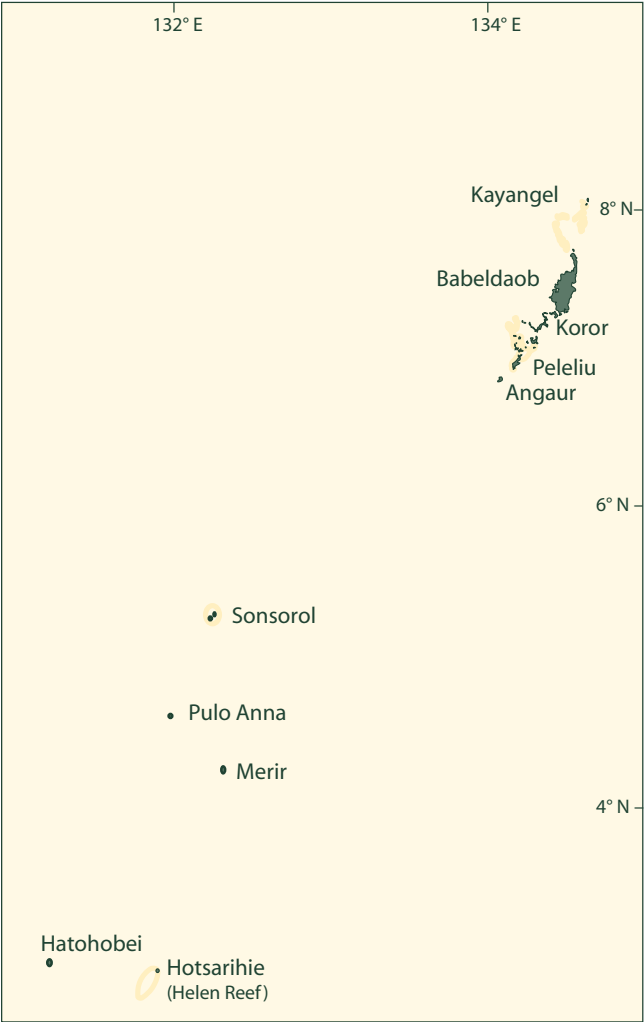 132° E
134° E
Kayangel
8° N
Babeldaob
Koror
Peleliu
Angaur
6° N
Sonsorol
Pulo Anna
Merir
4° N
Hatohobei
Hotsarihie
(Helen Reef)